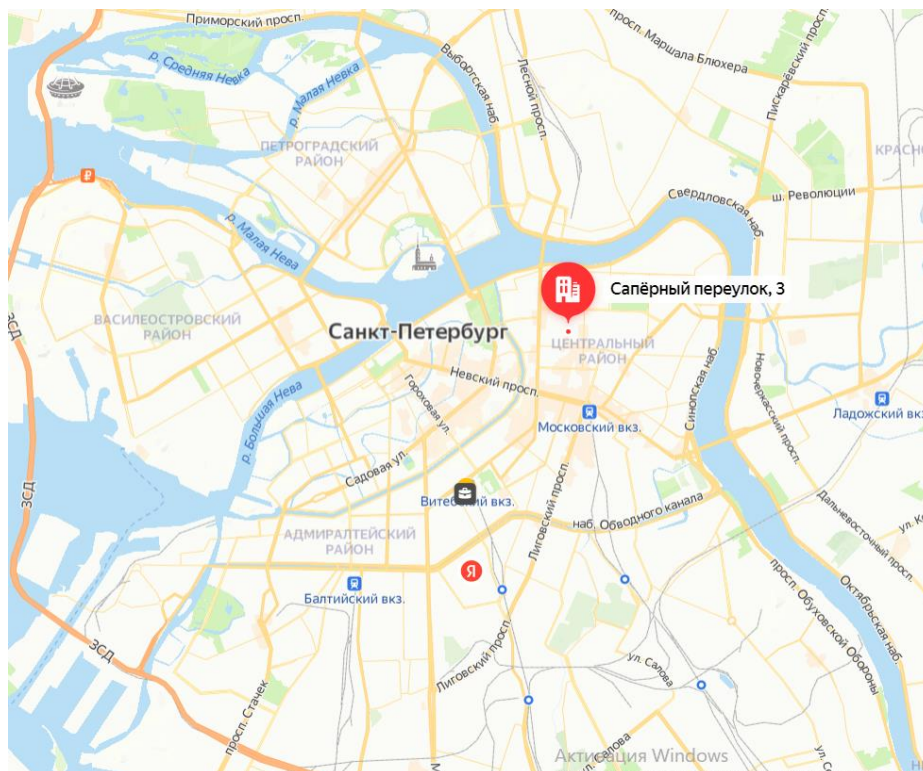 Приморский просп.
просп. Маршала Блюхера
Пискарёвский просп.
р. Средняя Невка
р. Малая Невка
Выборгская наб.
Лесной просп.
ПЕТРОГРАДСКИЙ
РАЙОН
КРАСНО
₽
Свердловская наб.
ш. Революции
р. Малая Нева
Сапёрный переулок, 3
ВАСИЛЕОСТРОВСКИЙ
РАЙОН
Санкт-Петербург
ЦЕНТРАЛЬНЫЙ
РАЙОН
ЗСД
р. Большая Нева
Гороховая ул.
Невский просп.
Синопская наб.
Новочеркасский просп.
Московский вкз.
Ладожский вкз.
Садовая ул.
ЗСД
Витебский вкз.
Лиговский просп.
наб. Обводного канала
Дальневосточный просп.
АДМИРАЛТЕЙСКИЙ
РАЙОН
Я
Балтийский вкз.
просп. Обуховской Обороны
Октябрьская наб.
ЗСД
Лиговский просп.
ул. Салова
просп. Стачек
Активация Windows